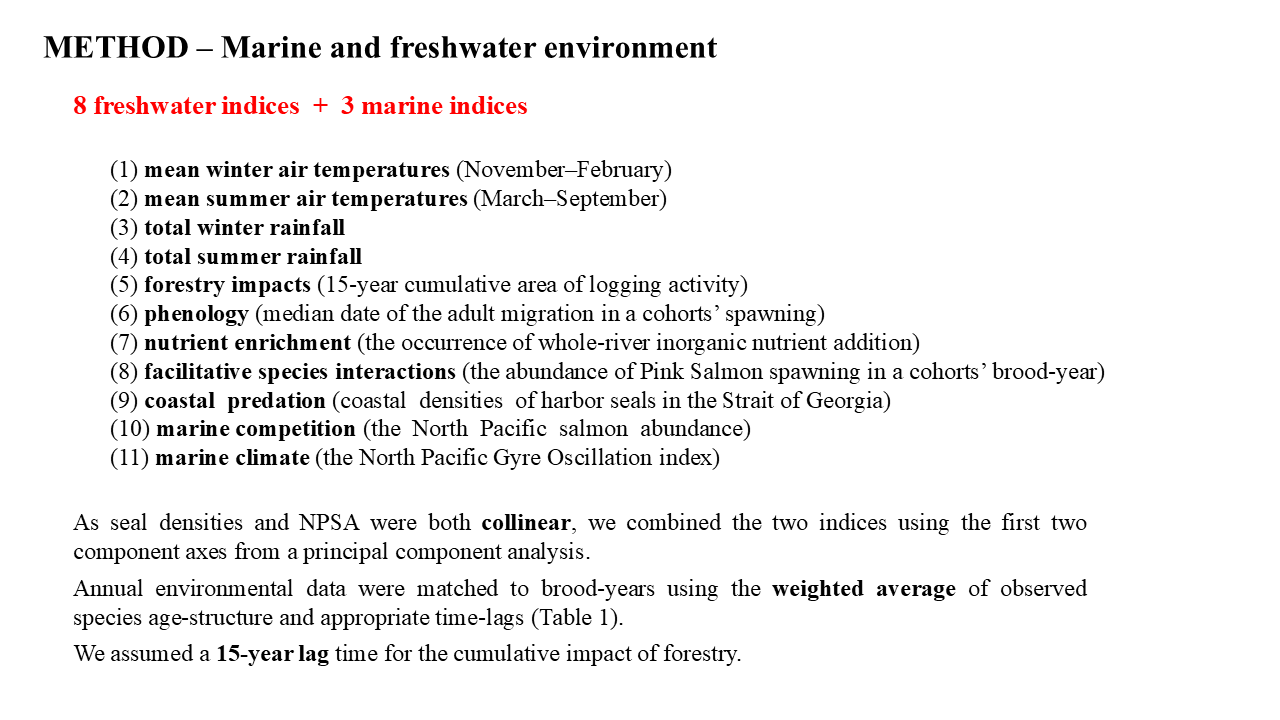 METHOD – Marine and freshwater environment
8 freshwater indices + 3 marine indices
(1) mean winter air temperatures (November–February)
(2) mean summer air temperatures (March–September)
(3) total winter rainfall
(4) total summer rainfall
(5) forestry impacts (15-year cumulative area of logging activity)
(6) phenology (median date of the adult migration in a cohorts’ spawning)
(7) nutrient enrichment (the occurrence of whole-river inorganic nutrient addition)
(8) facilitative species interactions (the abundance of Pink Salmon spawning in a cohorts’ brood-year)
(9) coastal predation (coastal densities of harbor seals in the Strait of Georgia)
(10) marine competition (the North Pacific salmon abundance)
(11) marine climate (the North Pacific Gyre Oscillation index)
As seal densities and NPSA were both collinear, we combined the two indices using the first two
component axes from a principal component analysis.
Annual environmental data were matched to brood-years using the weighted average of observed
species age-structure and appropriate time-lags (Table 1).
We assumed a 15-year lag time for the cumulative impact of forestry.